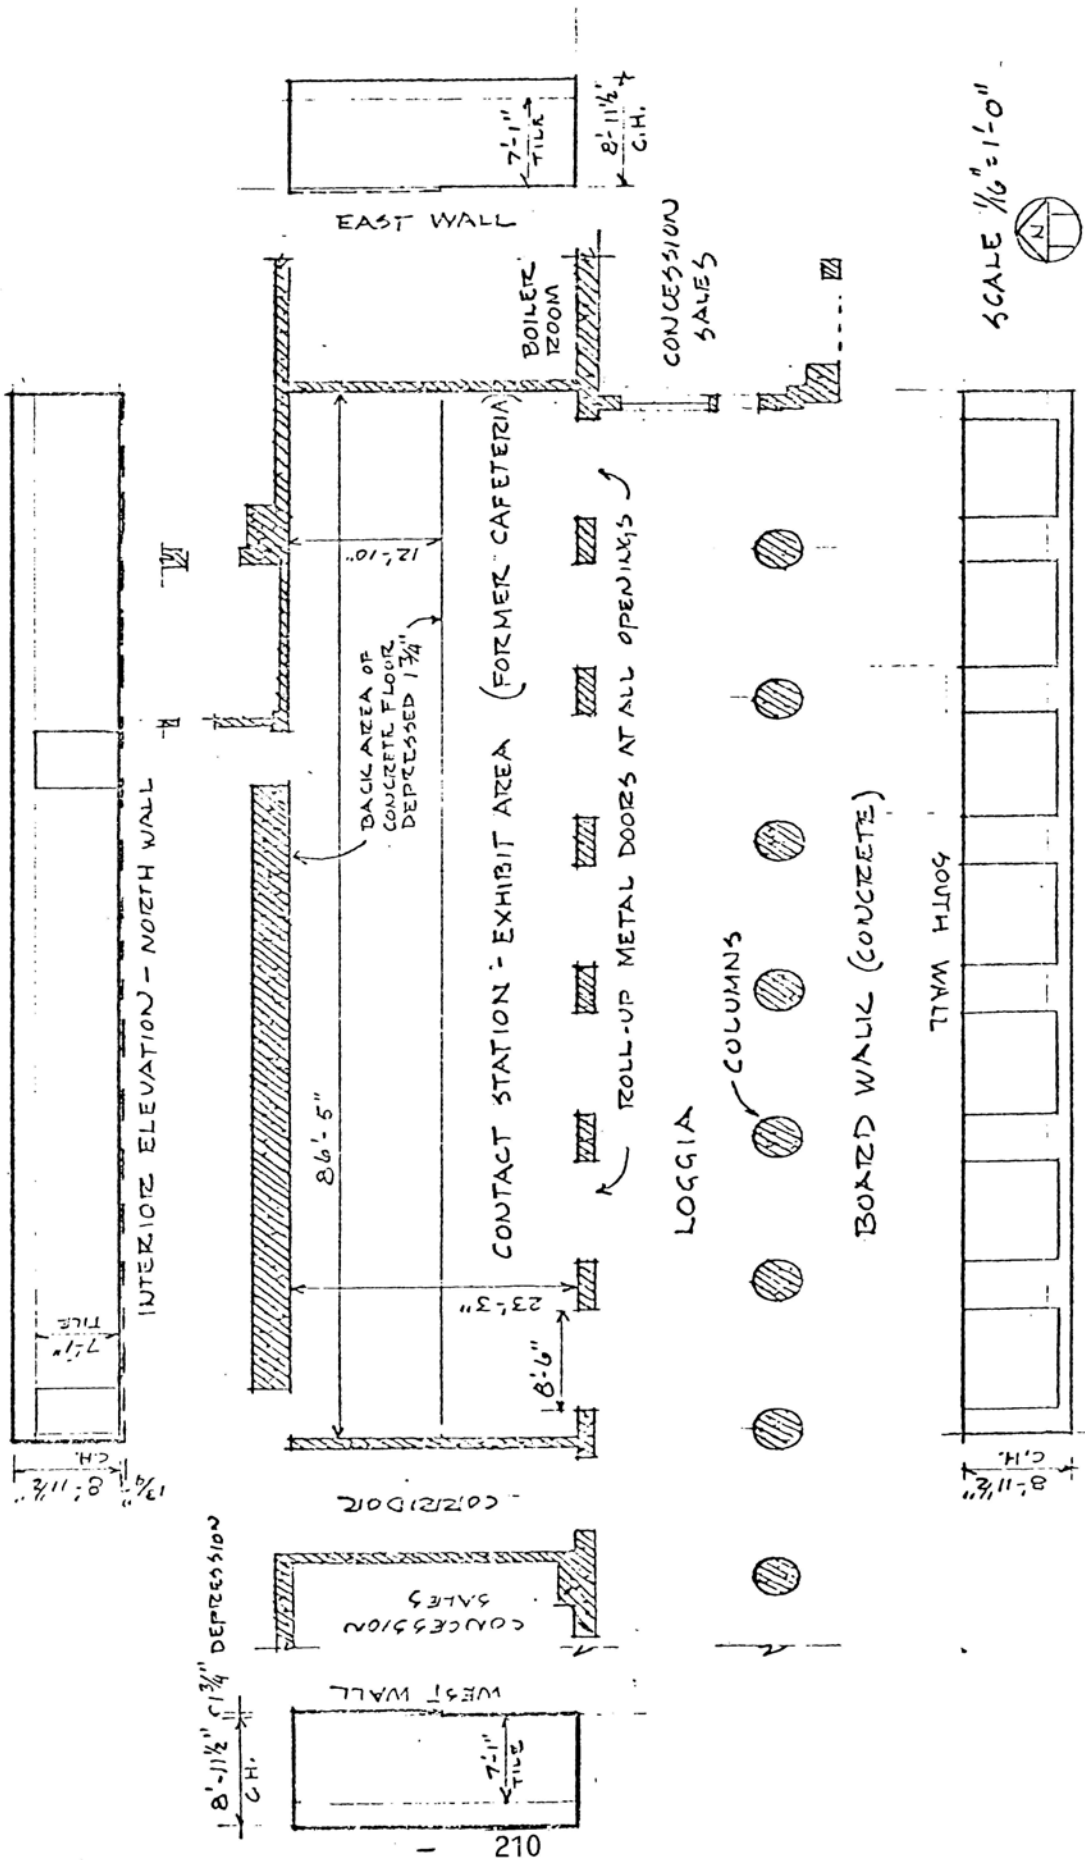 7'-1"
TILE
8'-11½" +
C.H.
EAST WALL
SCALE 1/16" = 1'-0"
N
BOILER
ROOM
CONCESSION
SALES
12'-10"
BACK AREA OF
CONCRETE FLOOR
DEPRESSED 1¾"
CONTACT STATION - EXHIBIT AREA (FORMER CAFETERIA)
ROLL-UP METAL DOORS AT ALL OPENINGS
INTERIOR ELEVATION - NORTH WALL
86'-5"
23'-3"
8'-6"
LOGGIA
COLUMNS
BOARD WALK (CONCRETE)
SOUTH WALL
7'-1"
TILE
8'-11½"
C.H.
1¾"
8'-11½"
C.H.
CORRIDOR
CONCESSION
SALES
WEST WALL
8'-11½" 1¾" DEPRESSION
C.H.
7'-1"
TILE
210